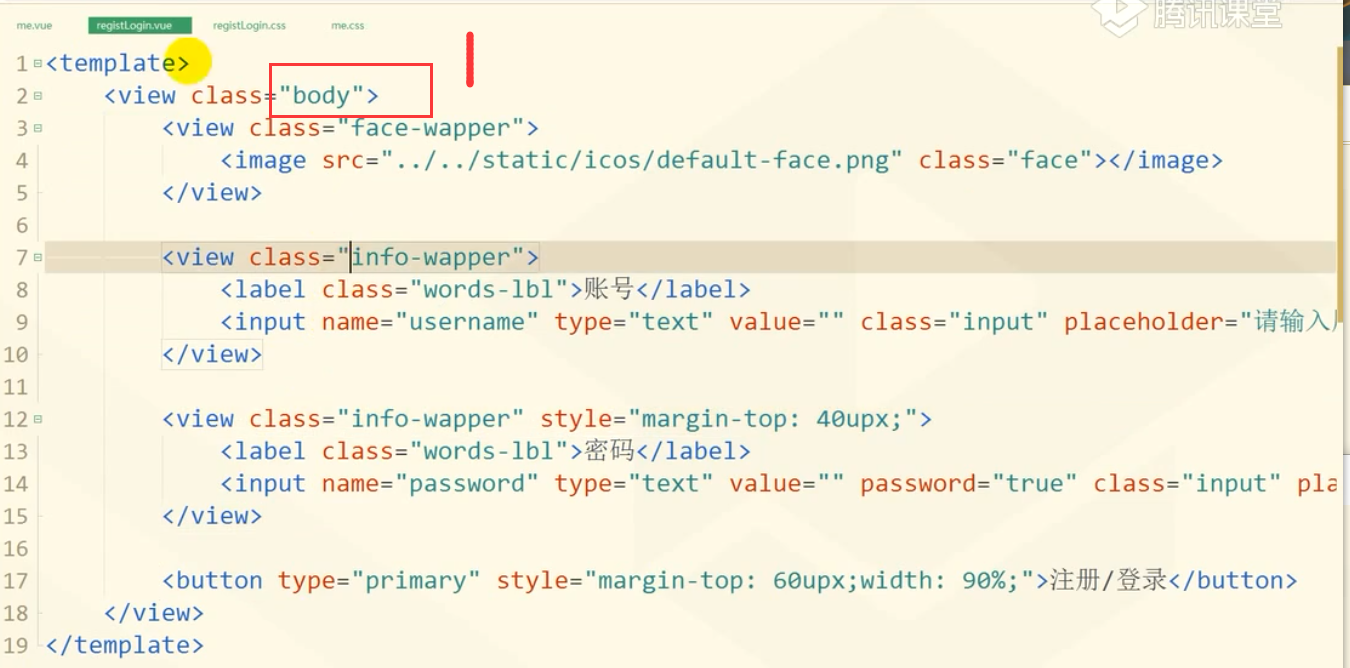 腾讯课堂
me.vue registLogin.vue registLogin.css me.css
1 <template>
2 <view class="body">
3 <view class="face-wapper">
4 <image src="../../static/icos/default-face.png" class="face"></image>
5 </view>
6
7 <view class="info-wapper">
8 <label class="words-lbl">账号</label>
9 <input name="username" type="text" value="" class="input" placeholder="请输入
10 </view>
11
12 <view class="info-wapper" style="margin-top: 40upx;">
13 <label class="words-lbl">密码</label>
14 <input name="password" type="text" value="" password="true" class="input" pla
15 </view>
16
17 <button type="primary" style="margin-top: 60upx;width: 90%;">注册/登录</button>
18 </view>
19 </template>